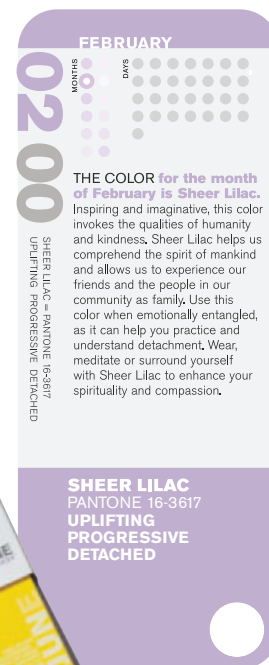 FEBRUARY
MONTHS
DAYS
02 00
SHEER LILAC = PANTONE 16-3617
UPLIFTING PROGRESSIVE DETACHED
THE COLOR for the month
of February is Sheer Lilac.
Inspiring and imaginative, this color
invokes the qualities of humanity
and kindness. Sheer Lilac helps us
comprehend the spirit of mankind
and allows us to experience our
friends and the people in our
community as family. Use this
color when emotionally entangled,
as it can help you practice and
understand detachment. Wear,
meditate or surround yourself
with Sheer Lilac to enhance your
spirituality and compassion.
SHEER LILAC
PANTONE 16-3617
UPLIFTING
PROGRESSIVE
DETACHED
JUNE